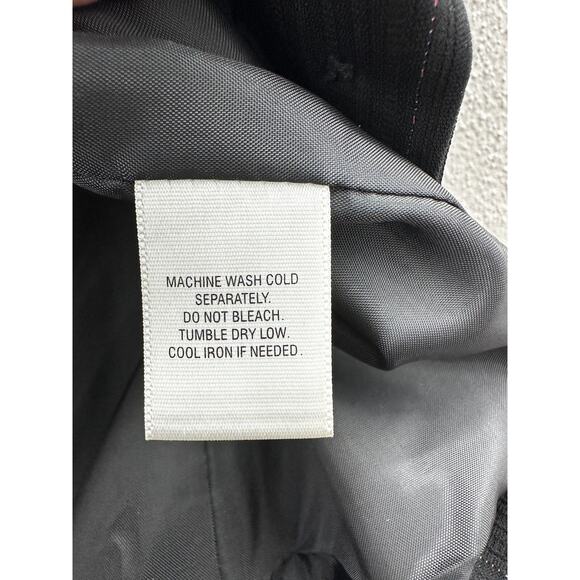 MACHINE WASH COLD
SEPARATELY.
DO NOT BLEACH.
TUMBLE DRY LOW.
COOL IRON IF NEEDED.